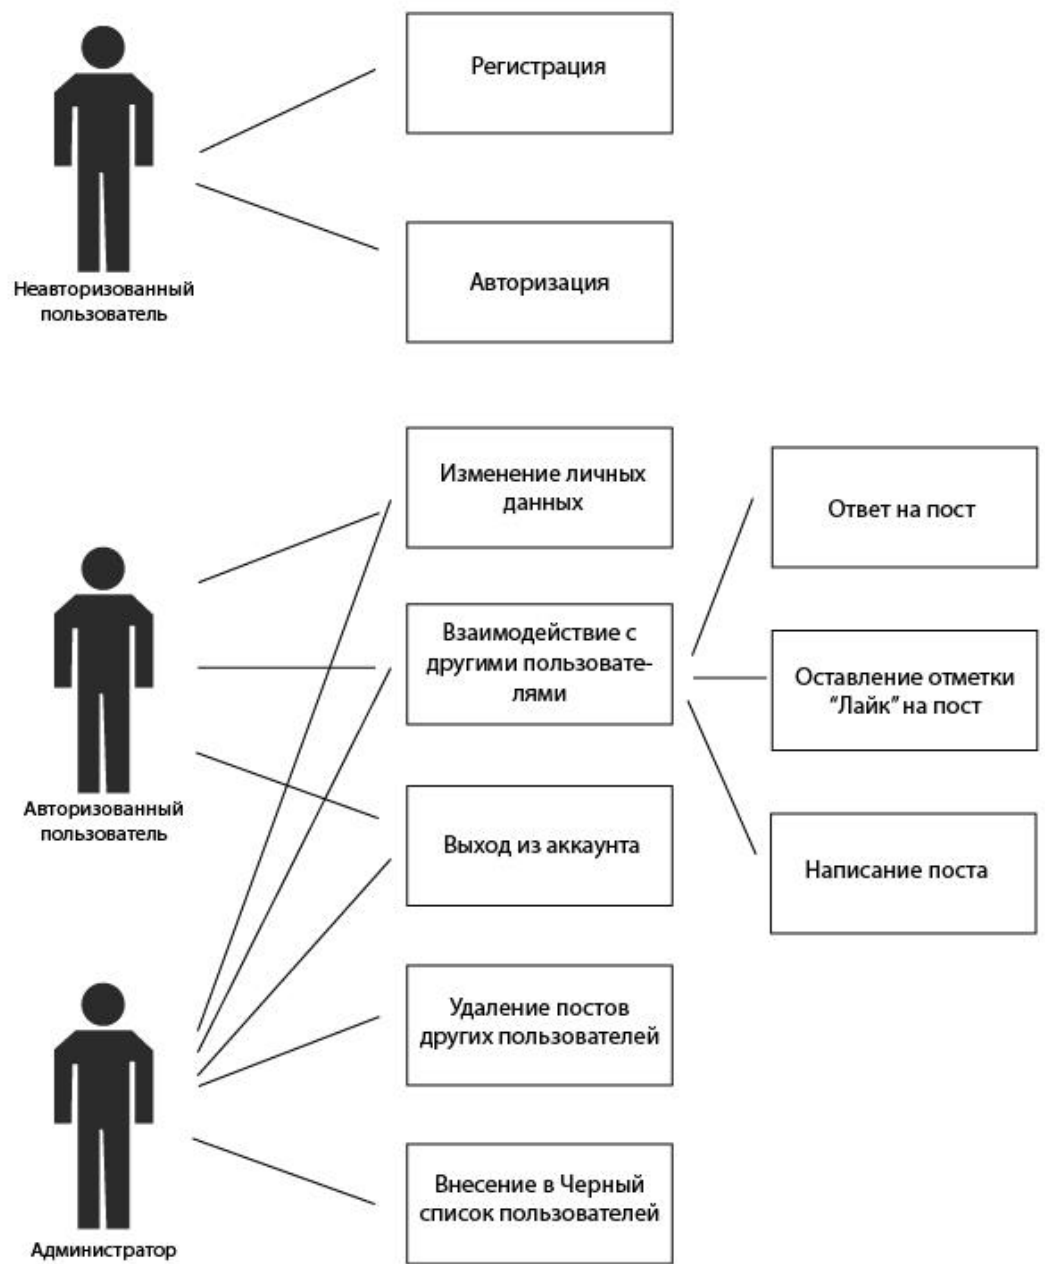 Регистрация
Авторизация
Неавторизованный
пользователь
Изменение личных
данных
Взаимодействие с
другими пользовате-
лями
Выход из аккаунта
Ответ на пост
Оставление отметки
“Лайк” на пост
Написание поста
Авторизованный
пользователь
Удаление постов
других пользователей
Внесение в Черный
список пользователей
Администратор